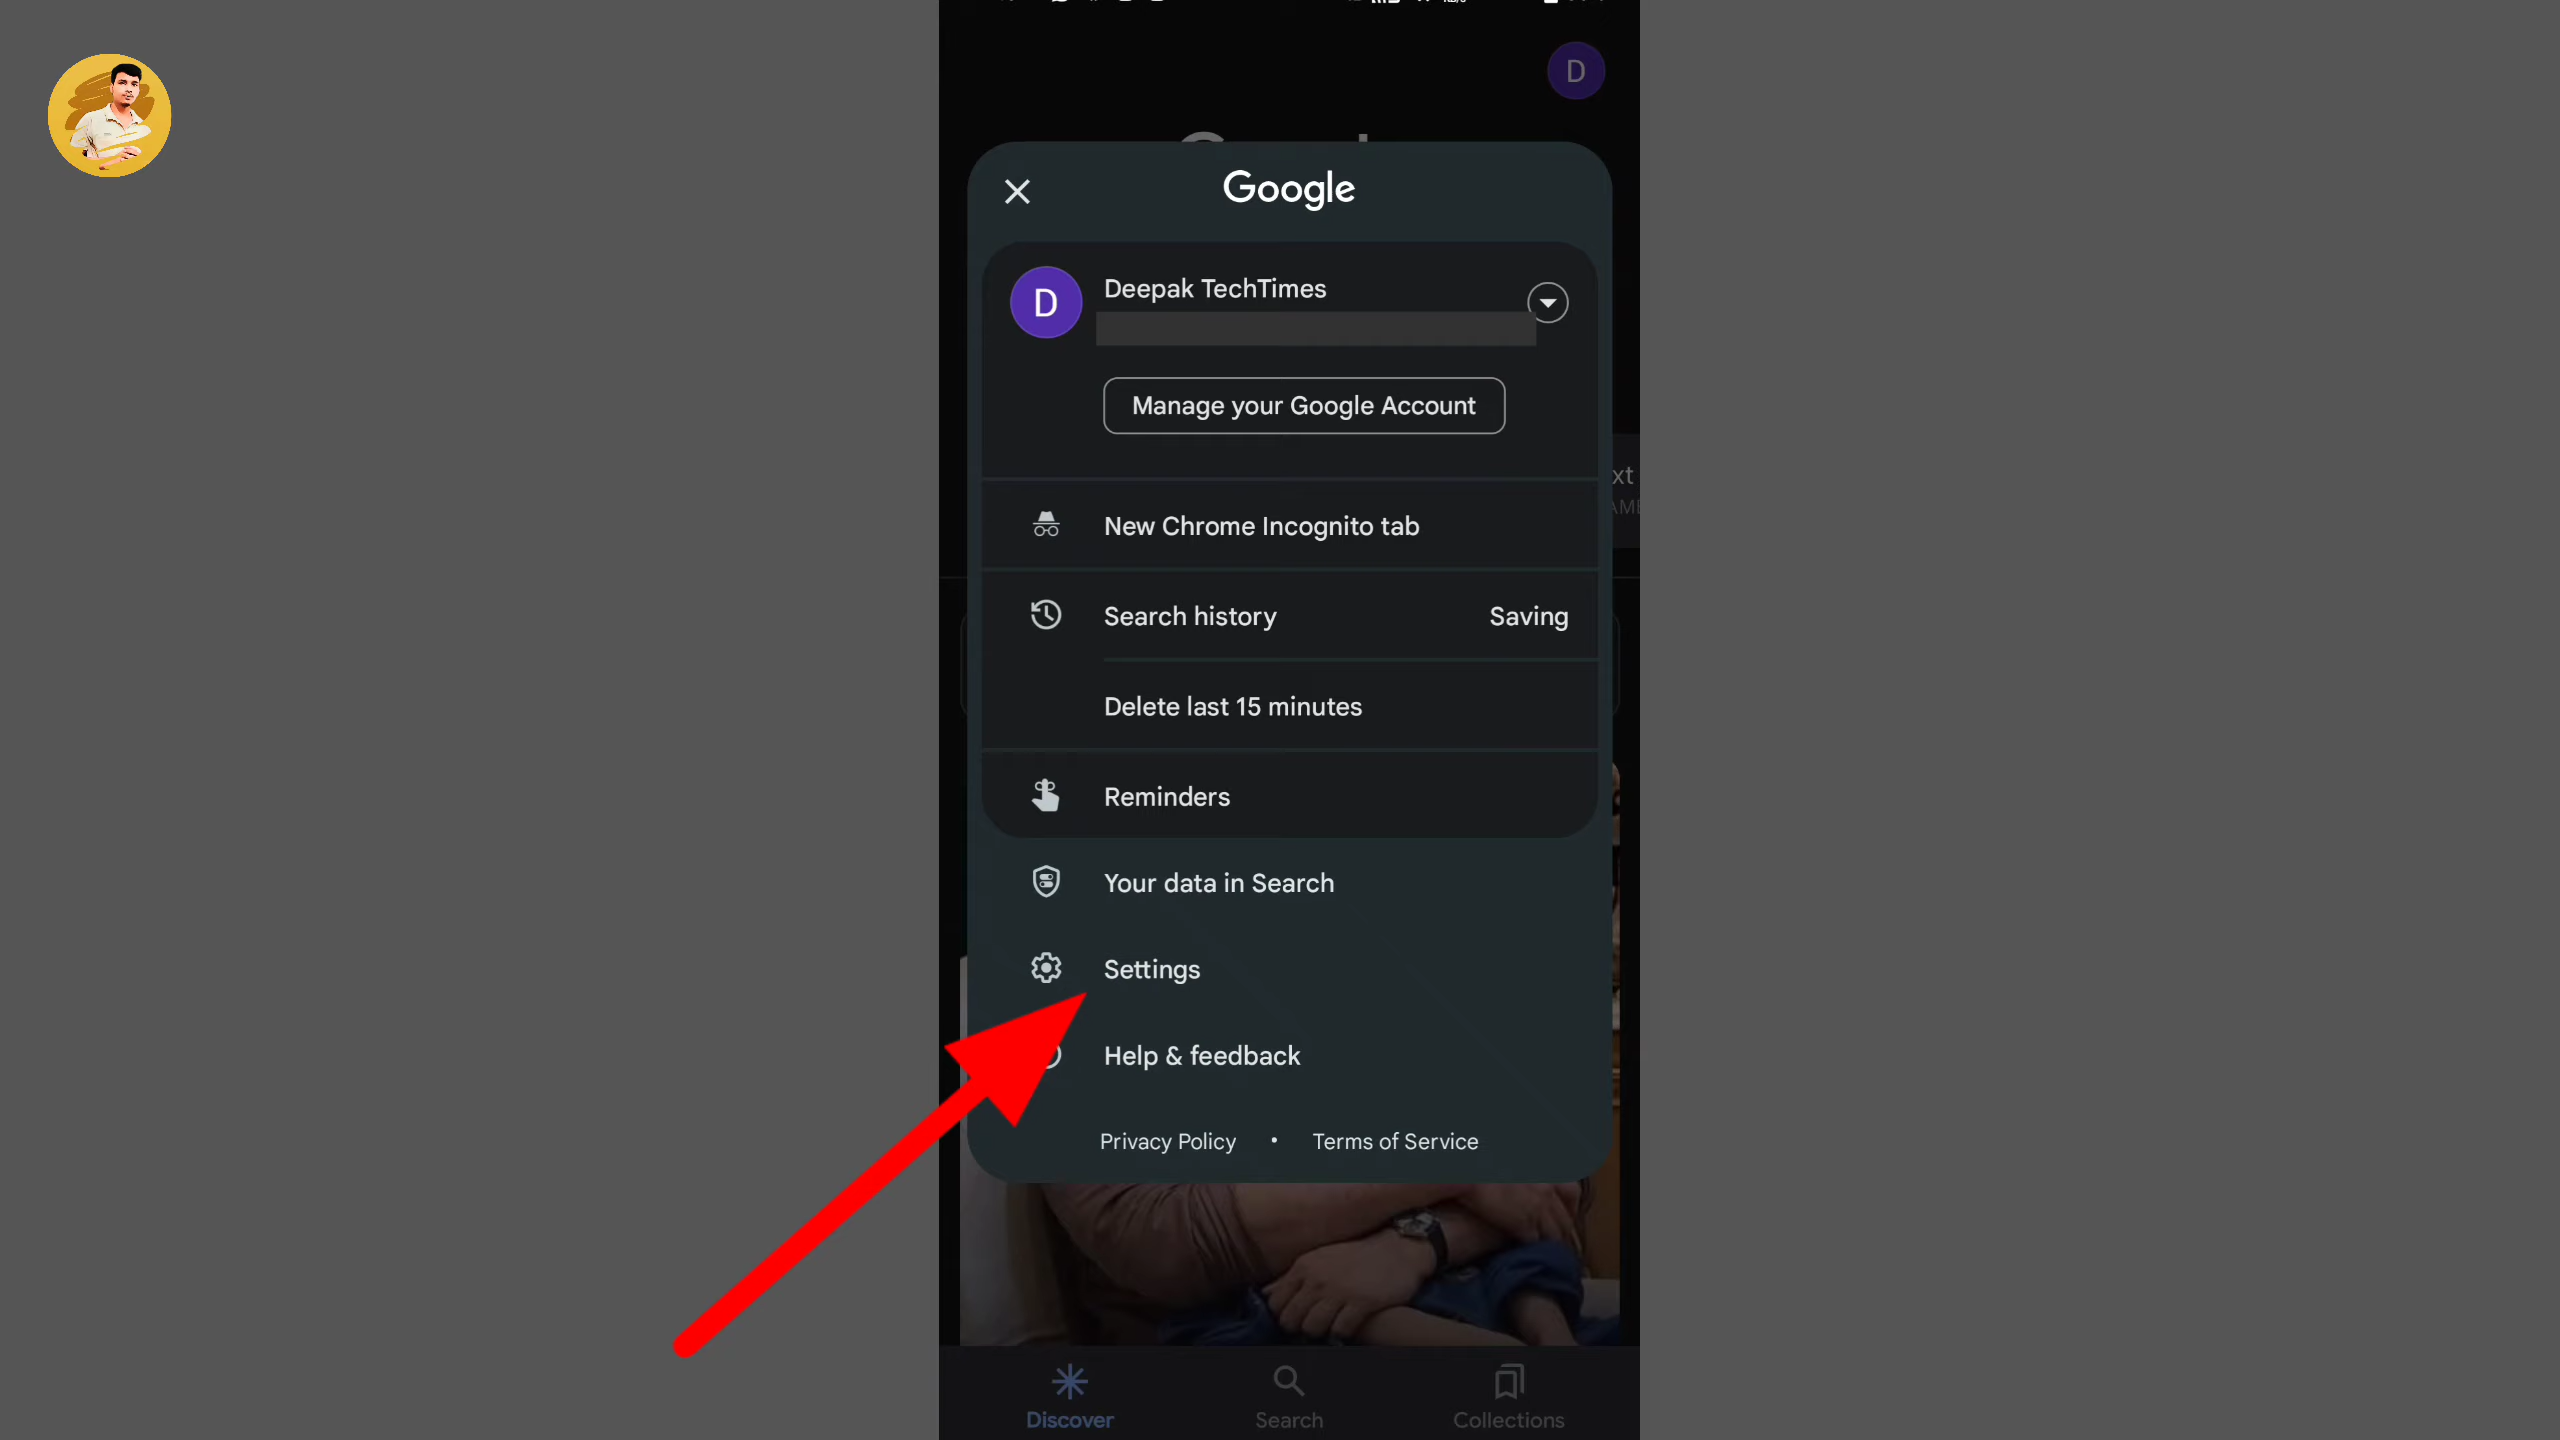 D
Google
D
Deepak TechTimes
Manage your Google Account
New Chrome Incognito tab
Search history
Saving
Delete last 15 minutes
Reminders
Your data in Search
Settings
Help & feedback
Privacy Policy • Terms of Service
Discover
Search
Collections